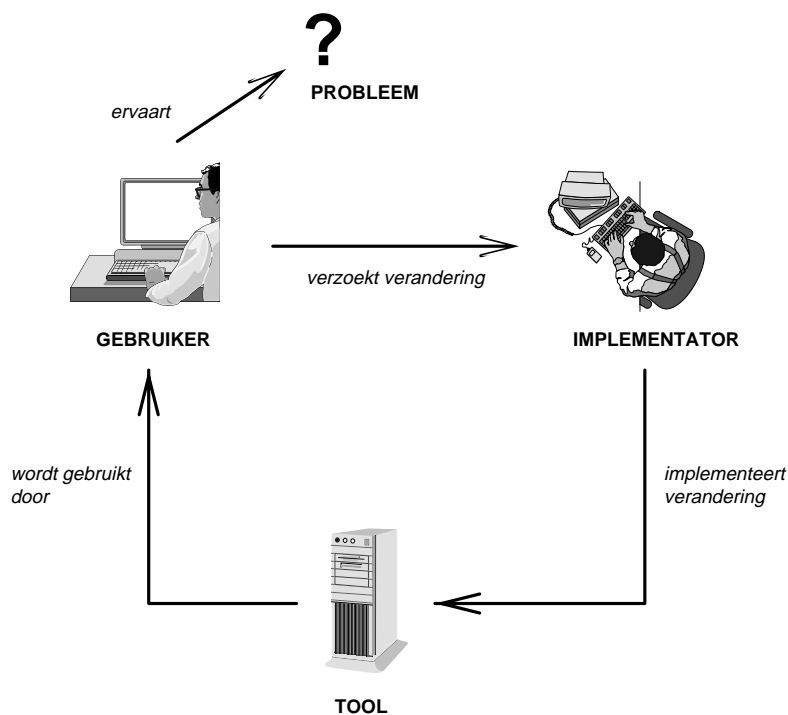 ?
PROBLEEM
ervaart
verzoekt verandering
GEBRUIKER
IMPLEMENTATOR
wordt gebruikt
door
implementeert
verandering
TOOL